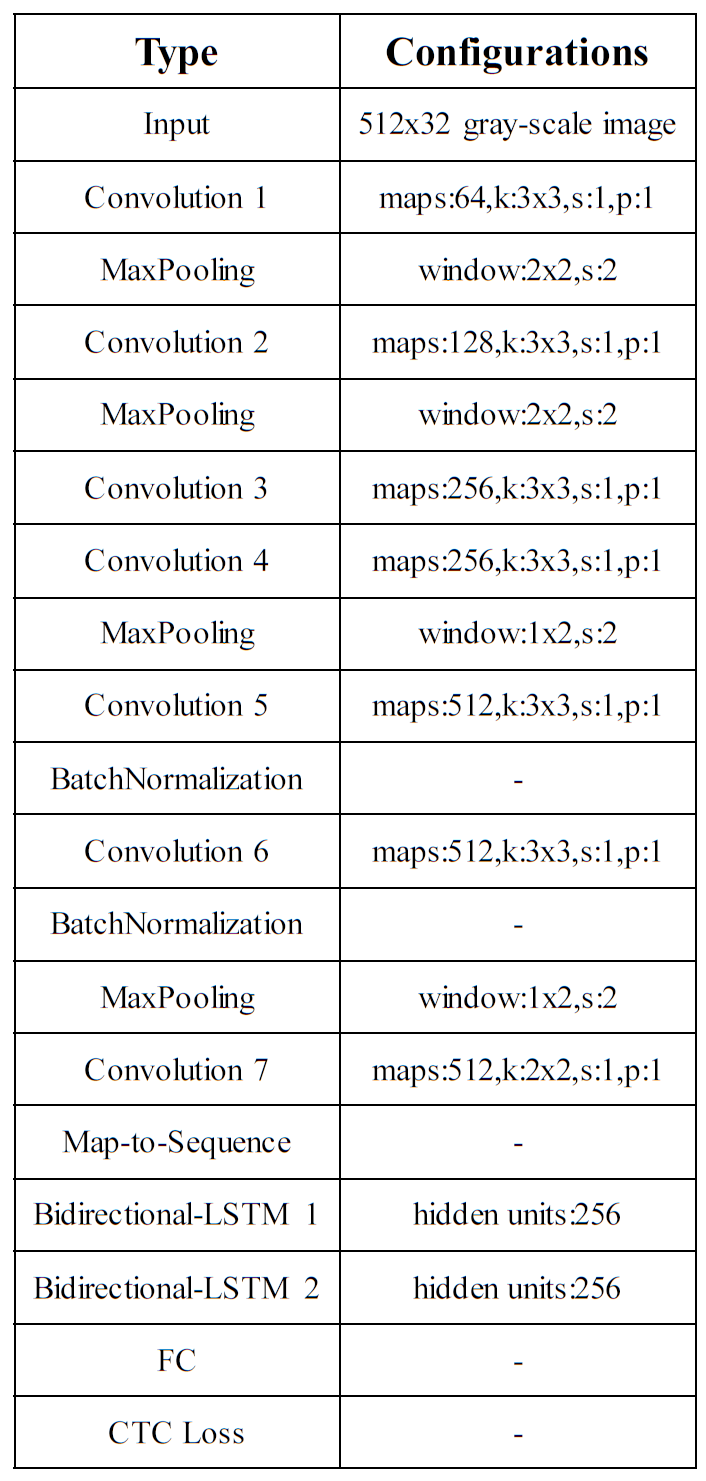 Type Configurations
Input 512x32 gray-scale image
Convolution 1 maps:64,k:3x3,s:1,p:1
MaxPooling window:2x2,s:2
Convolution 2 maps:128,k:3x3,s:1,p:1
MaxPooling window:2x2,s:2
Convolution 3 maps:256,k:3x3,s:1,p:1
Convolution 4 maps:256,k:3x3,s:1,p:1
MaxPooling window:1x2,s:2
Convolution 5 maps:512,k:3x3,s:1,p:1
BatchNormalization -
Convolution 6 maps:512,k:3x3,s:1,p:1
BatchNormalization -
MaxPooling window:1x2,s:2
Convolution 7 maps:512,k:2x2,s:1,p:1
Map-to-Sequence -
Bidirectional-LSTM 1 hidden units:256
Bidirectional-LSTM 2 hidden units:256
FC -
CTC Loss -